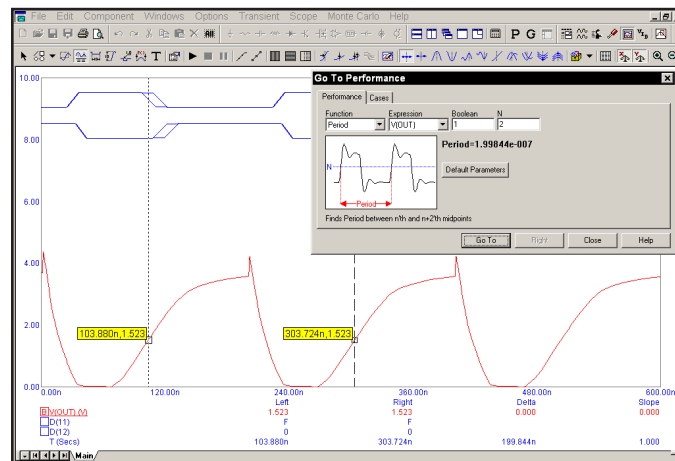 File Edit Component Windows Options Transient Scope Monte Carlo Help
P G
T
10.00
8.00
6.00
4.00
2.00
0.00
Go To Performance
Performance Cases
Function Expression Boolean N
Period V(OUT) 1 2
Period=1.99844e-007
N
Period
Default Parameters
Finds Period between n'th and n+2'th midpoints
Go To Right Close Help
103.880n,1.523 303.724n,1.523
0.00n 120.00n 240.00n 360.00n 480.00n 600.00n
Left Right Delta Slope
V(OUT) (V) 1.523 1.523 0.000 0.000
D(11) F F
D(12) 0 0
T (Secs) 103.880n 303.724n 199.844n 1.000
Main